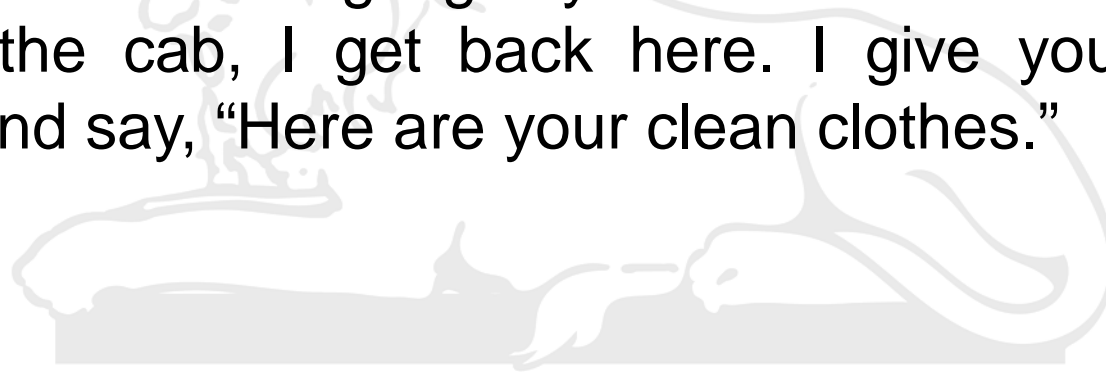 the cab, I get back here. I give you
nd say, “Here are your clean clothes.”